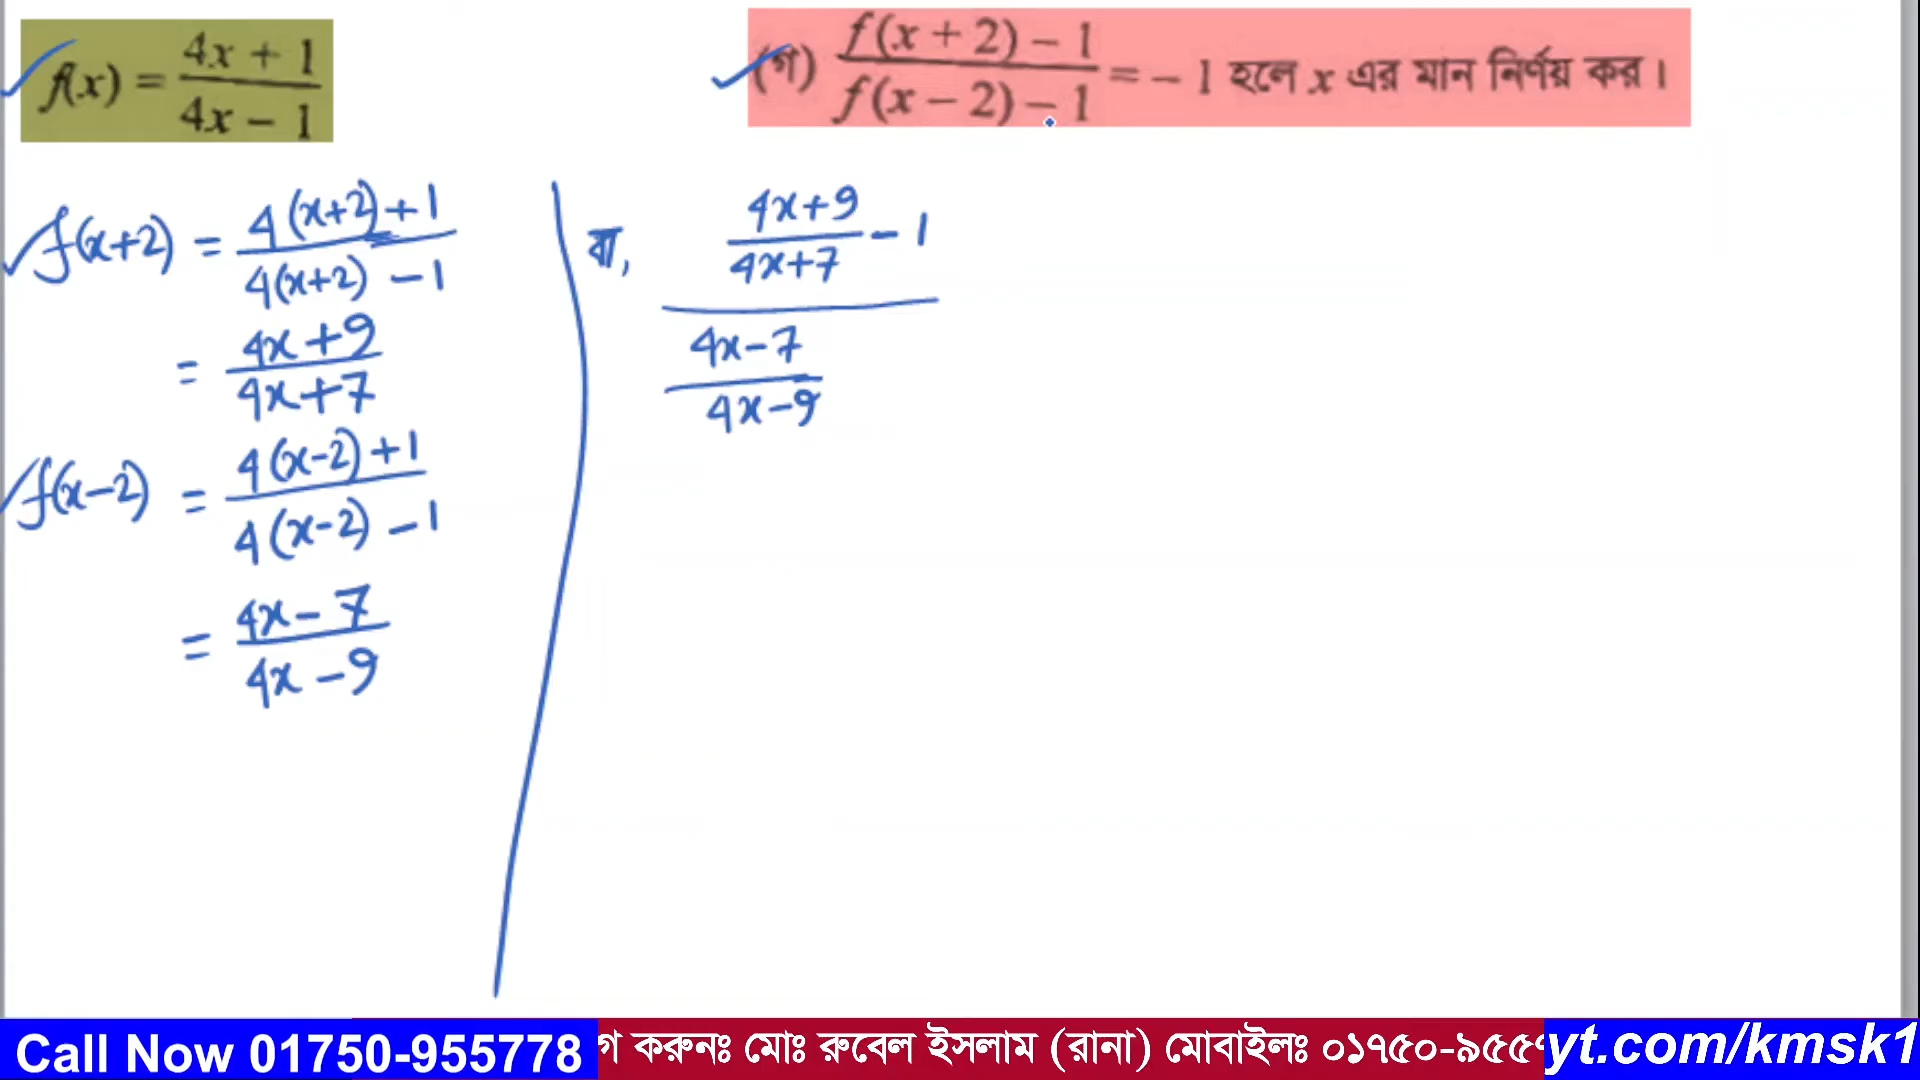 f(x) = (4x + 1)/(4x − 1)
(গ) (f(x + 2) − 1)/(f(x − 2) − 1) = − 1 হলে x এর মান নির্ণয় কর।
f(x+2) = (4(x+2)+1)/(4(x+2) −1)
= (4x+9)/(4x+7)
f(x−2) = (4(x−2)+1)/(4(x−2) −1)
= (4x−7)/(4x−9)
বা, ((4x+9)/(4x+7) − 1)/((4x−7)/(4x−9))
Call Now 01750-955778
গ করুনঃ মোঃ রুবেল ইসলাম (রানা) মোবাইলঃ ০১৭৫০-৯৫৫৭
yt.com/kmsk1